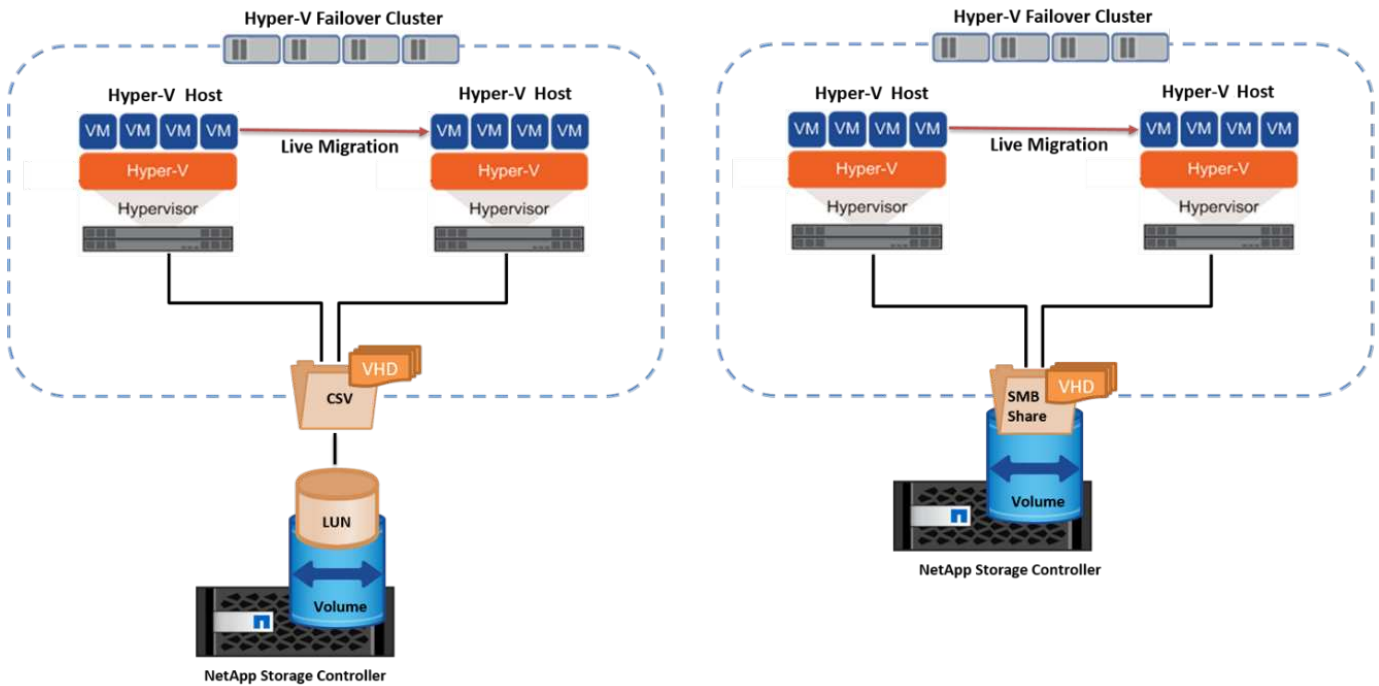 Hyper-V Failover Cluster
Hyper-V Host
Hyper-V Host
VM VM VM VM
VM VM VM VM
Live Migration
Hyper-V
Hyper-V
Hypervisor
Hypervisor
VHD
CSV
LUN
Volume
NetApp Storage Controller
Hyper-V Failover Cluster
Hyper-V Host
Hyper-V Host
VM VM VM VM
VM VM VM VM
Live Migration
Hyper-V
Hyper-V
Hypervisor
Hypervisor
VHD
SMB
Share
Volume
NetApp Storage Controller